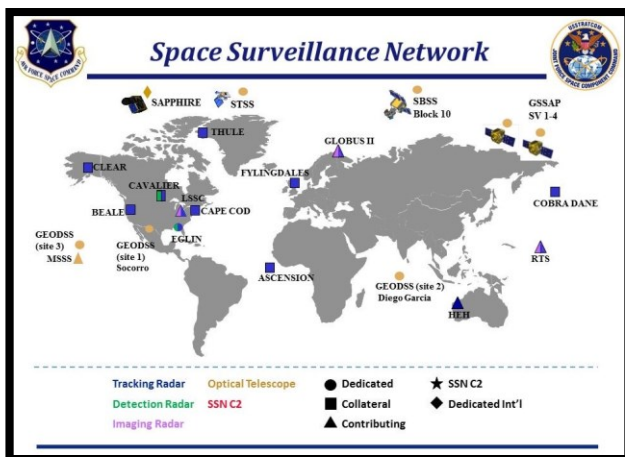 Space Surveillance Network
SAPPHIRE
STSS
SBSS
Block 10
GSSAP
SV 1-4
THULE
GLOBUS II
CLEAR
FYLINGDALES
CAVALIER
LSSC
COBRA DANE
BEALE
CAPE COD
GEODSS
(site 3)
MSSS
GEODSS
(site 1)
Socorro
EGLIN
RTS
ASCENSION
GEODSS (site 2)
Diego Garcia
HEH
Tracking Radar
Optical Telescope
Dedicated
SSN C2
Detection Radar
SSN C2
Collateral
Dedicated Int'l
Imaging Radar
Contributing